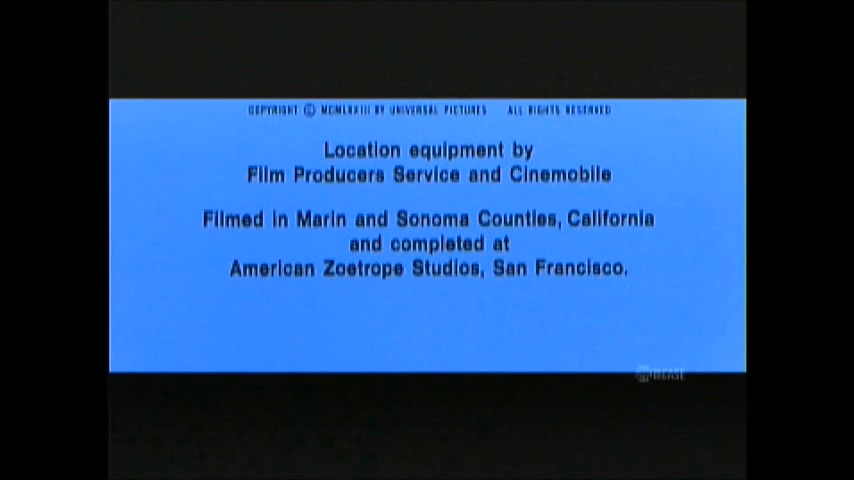 COPYRIGHT © MCMLXXIII BY UNIVERSAL PICTURES ALL RIGHTS RESERVED
Location equipment by
Film Producers Service and Cinemobile
Filmed in Marin and Sonoma Counties, California
and completed at
American Zoetrope Studios, San Francisco.